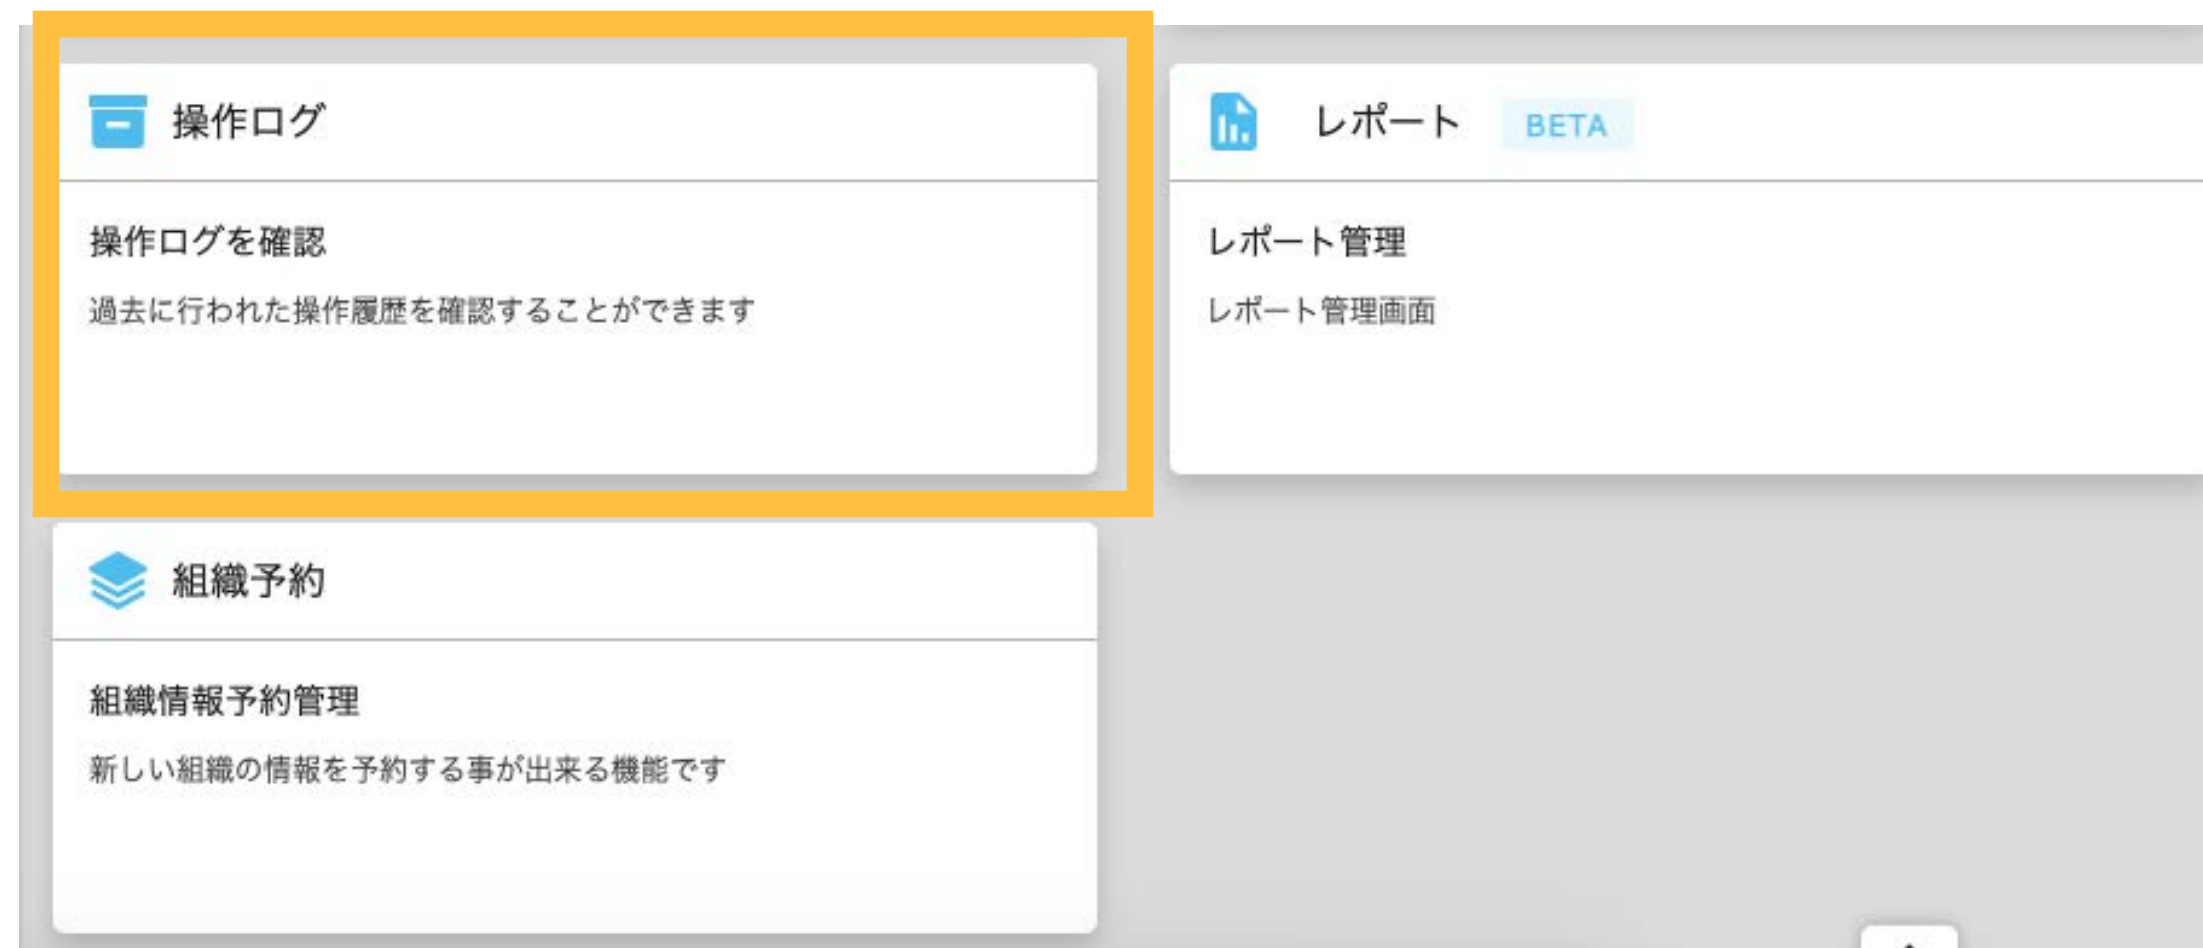 操作ログ
操作ログを確認
過去に行われた操作履歴を確認することができます
レポート BETA
レポート管理
レポート管理画面
組織予約
組織情報予約管理
新しい組織の情報を予約する事が出来る機能です